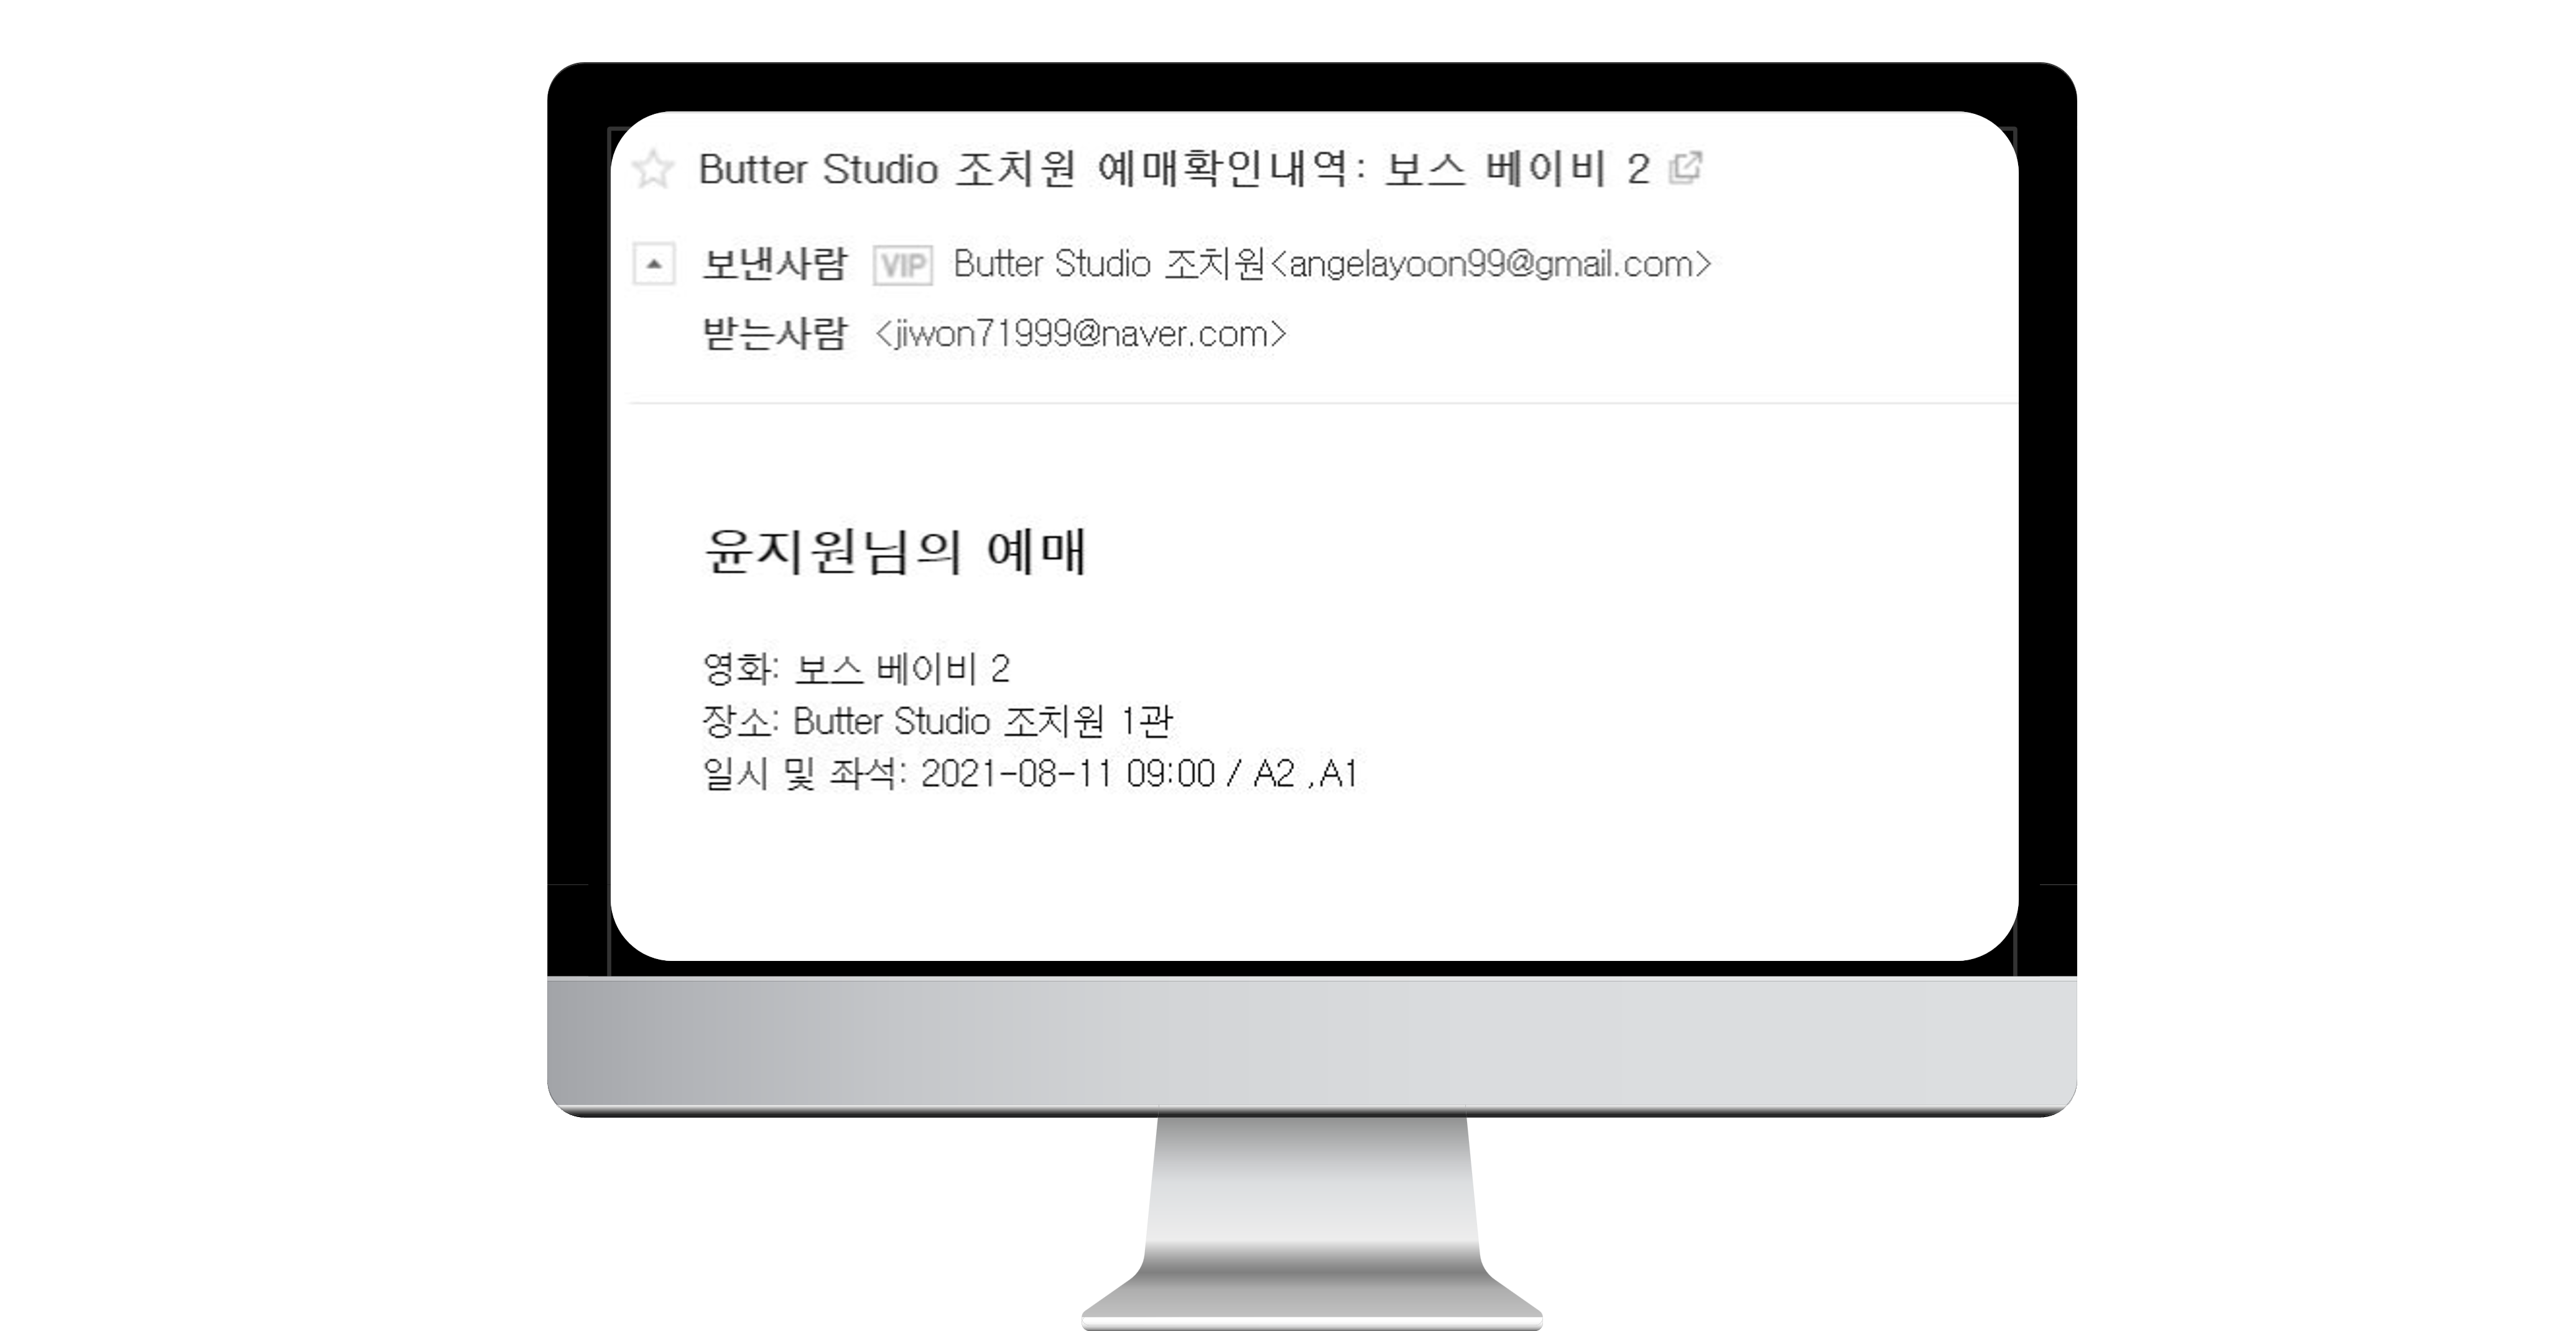 Butter Studio 조치원 예매확인내역: 보스 베이비 2
보낸사람 VIP Butter Studio 조치원<angelayoon99@gmail.com>
받는사람 <jiwon71999@naver.com>
윤지원님의 예매
영화: 보스 베이비 2
장소: Butter Studio 조치원 1관
일시 및 좌석: 2021-08-11 09:00 / A2 ,A1